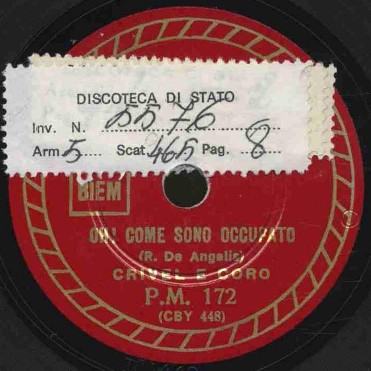 DISCOTECA DI STATO
Inv. N. 5576
Arm 5 Scat. 465 Pag. 8
BIEM
OH! COME SONO OCCUPATO
(R. De Angelis)
CRIVEL E CORO
P.M. 172
(CBY 448)